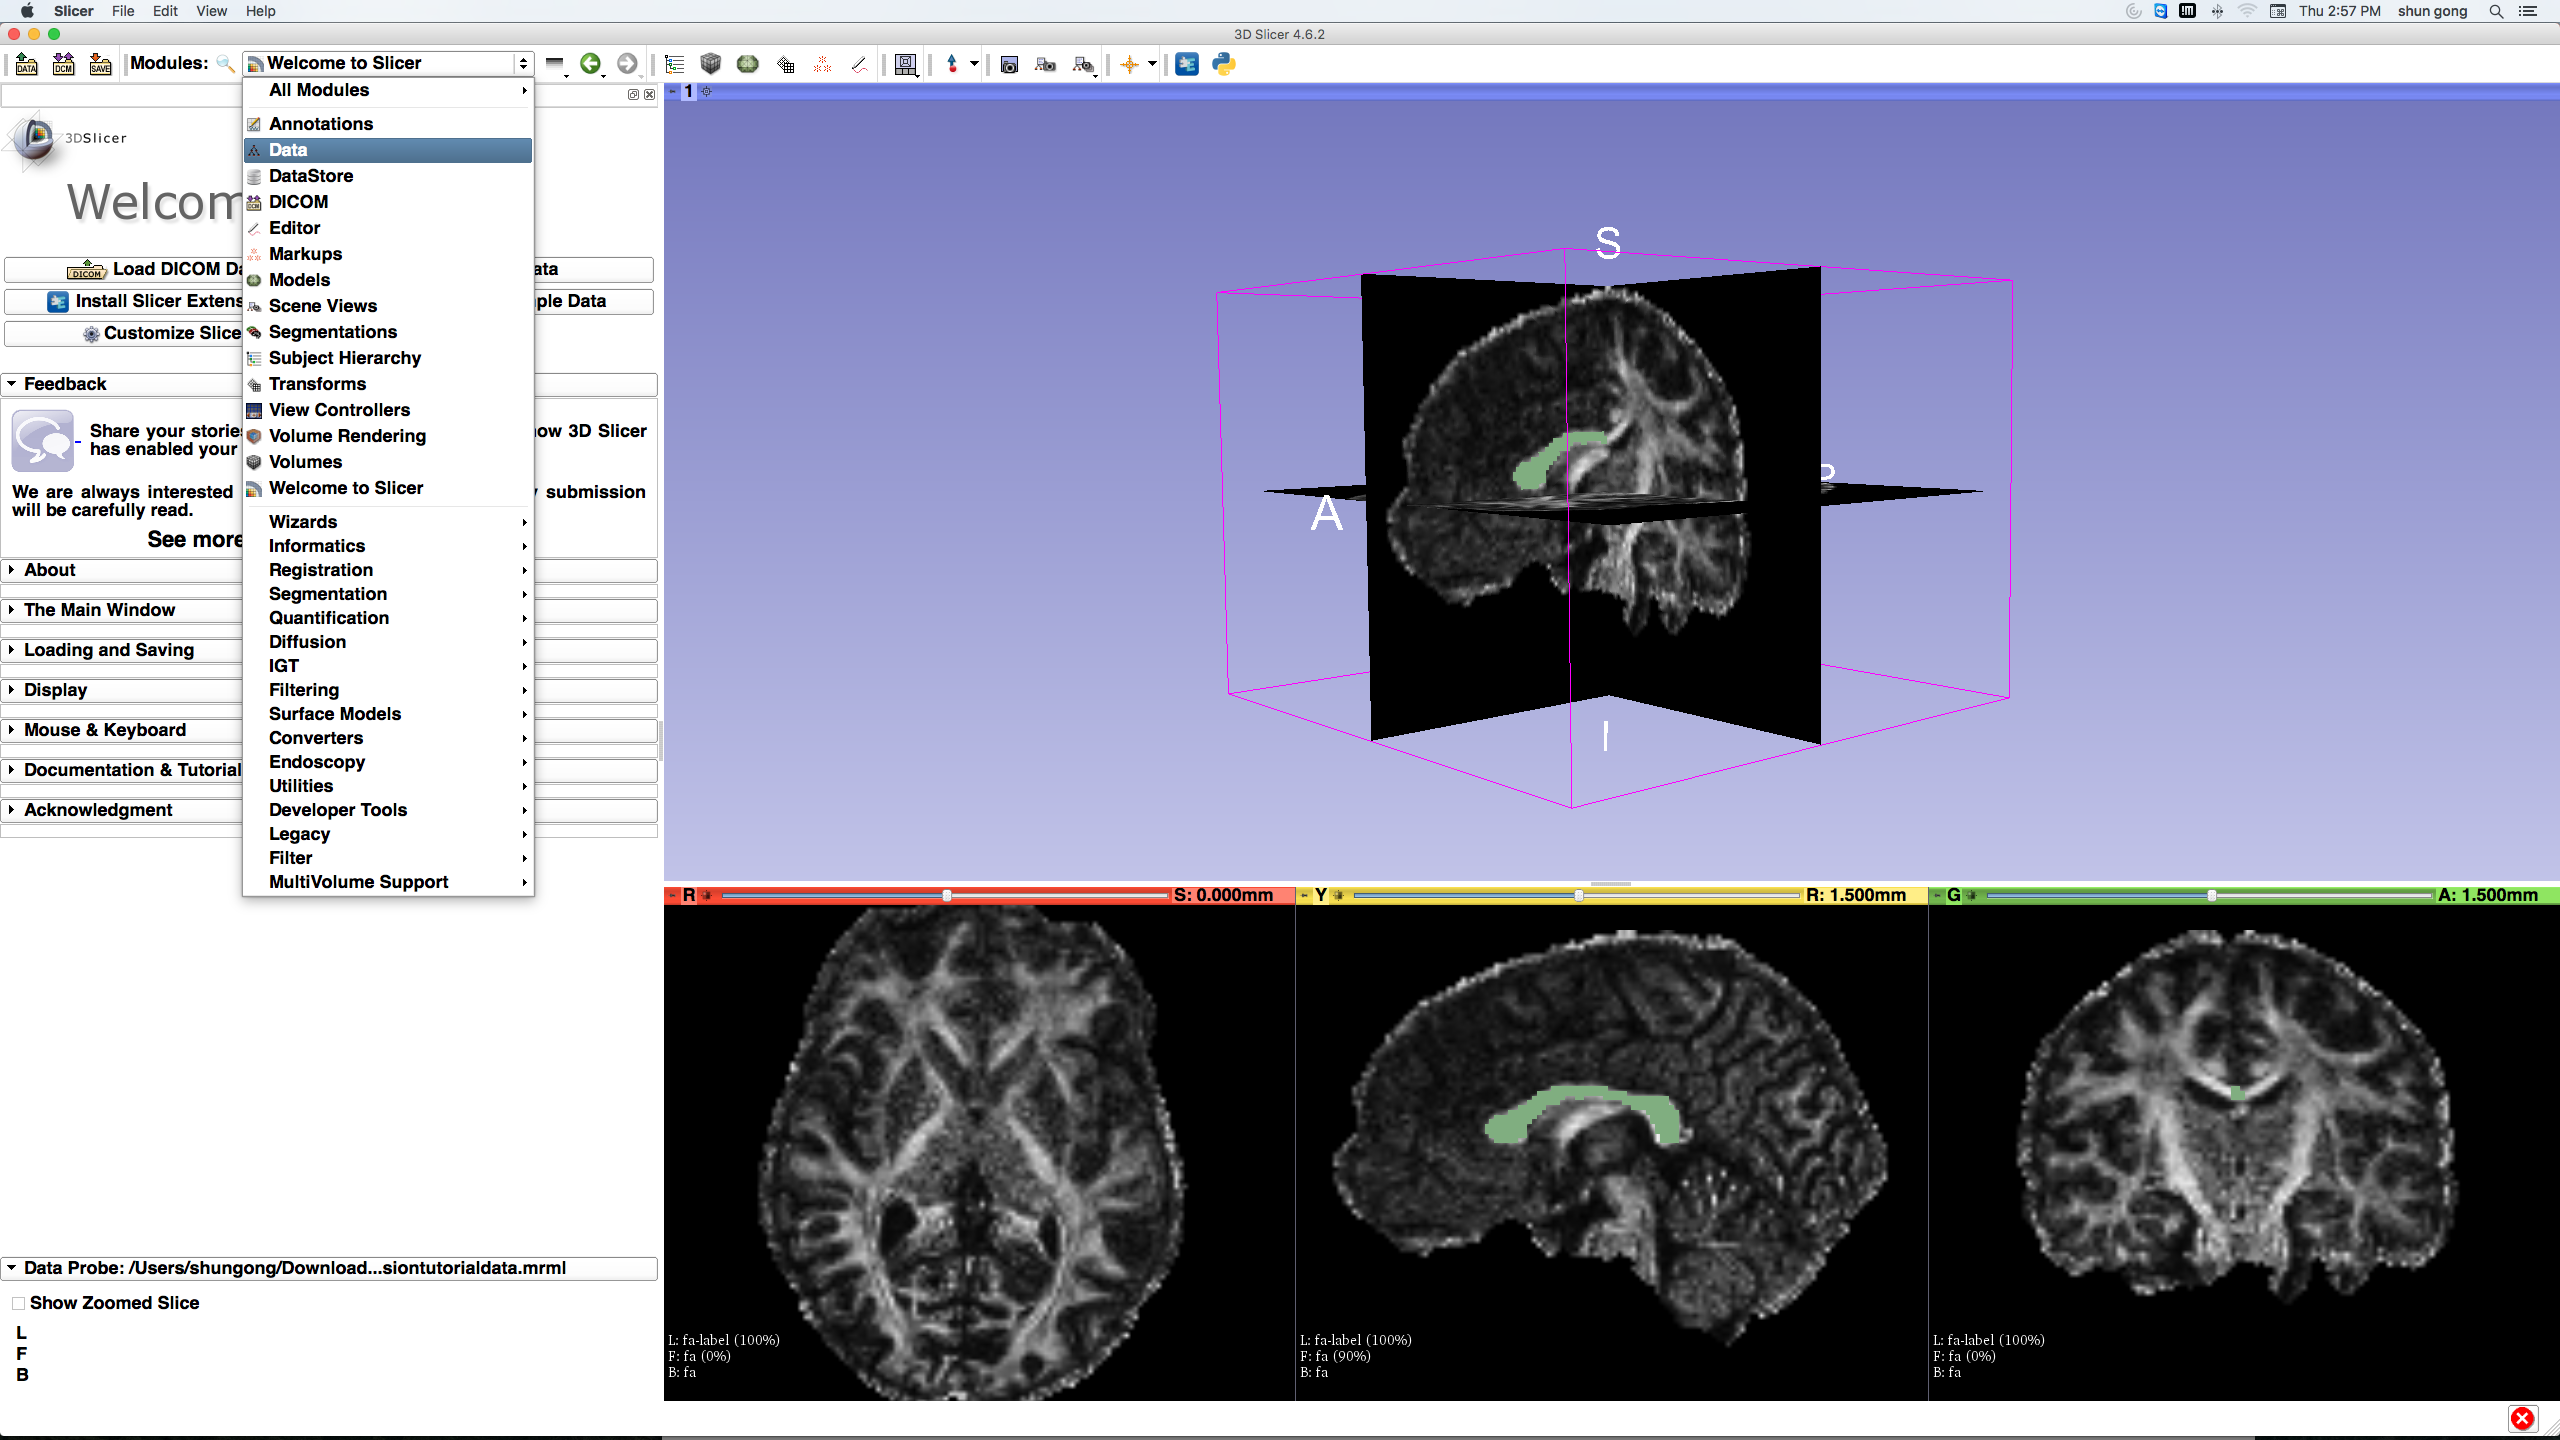 Slicer File Edit View Help
Thu 2:57 PM shun gong
3D Slicer 4.6.2
DATA DCM SAVE Modules: Welcome to Slicer
All Modules
1
Annotations
3DSlicer
Data
DataStore
Welcom
DICOM
Editor
Markups
Load DICOM Da
ata
Models
Install Slicer Extens
ple Data
Scene Views
Customize Slice
Segmentations
Subject Hierarchy
Feedback
Transforms
View Controllers
Share your storie
ow 3D Slicer
has enabled your
Volume Rendering
Volumes
We are always interested
submission
will be carefully read.
Welcome to Slicer
See more
Wizards
Informatics
About
Registration
Segmentation
The Main Window
Quantification
Loading and Saving
Diffusion
IGT
Display
Filtering
Surface Models
Mouse & Keyboard
Converters
Documentation & Tutorial
Endoscopy
Utilities
Acknowledgment
Developer Tools
Legacy
Filter
MultiVolume Support
S
A
P
I
R S: 0.000mm
Y R: 1.500mm
G A: 1.500mm
Data Probe: /Users/shungong/Download...siontutorialdata.mrml
Show Zoomed Slice
L
F
B
L: fa-label (100%)
F: fa (0%)
B: fa
L: fa-label (100%)
F: fa (90%)
B: fa
L: fa-label (100%)
F: fa (0%)
B: fa